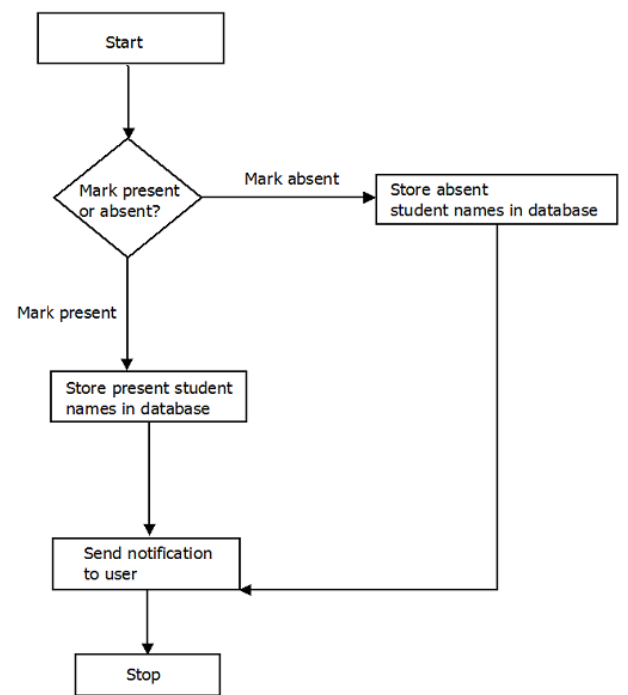 Start
Mark present
or absent?
Mark absent
Store absent
student names in database
Mark present
Store present student
names in database
Send notification
to user
Stop